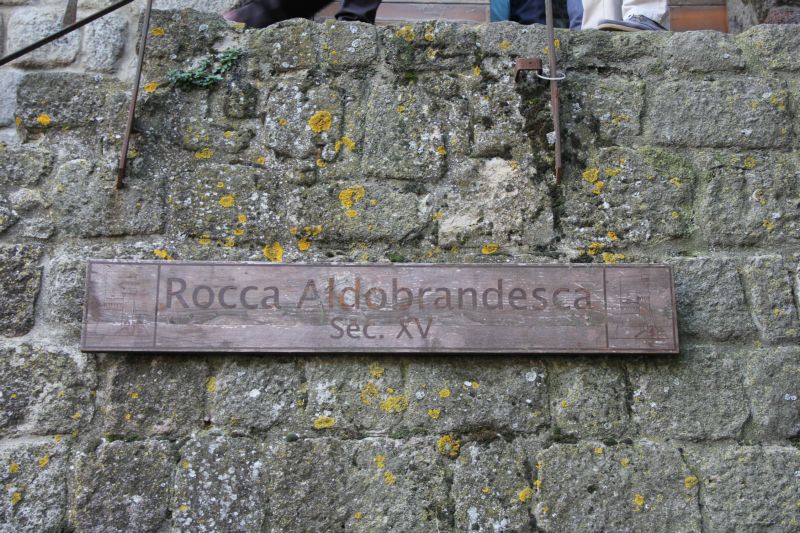 Rocca Aldobrandesca
Sec. XV